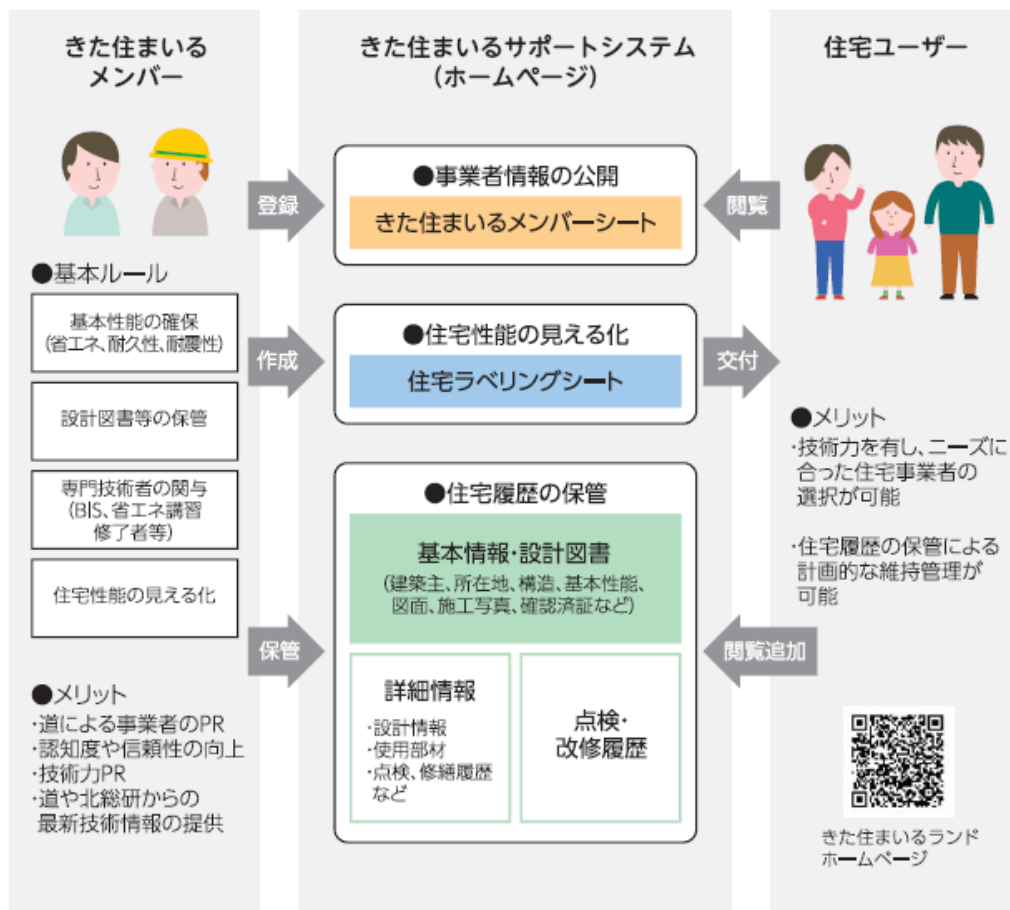 きた住まいる
メンバー
●基本ルール
基本性能の確保
(省エネ、耐久性、耐震性)
設計図書等の保管
専門技術者の関与
(BIS、省エネ講習
修了者等)
住宅性能の見える化
●メリット
・道による事業者のPR
・認知度や信頼性の向上
・技術力PR
・道や北総研からの
最新技術情報の提供
登録
作成
保管
きた住まいるサポートシステム
(ホームページ)
●事業者情報の公開
きた住まいるメンバーシート
●住宅性能の見える化
住宅ラベリングシート
●住宅履歴の保管
基本情報・設計図書
(建築主、所在地、構造、基本性能、
図面、施工写真、確認済証など)
詳細情報
・設計情報
・使用部材
・点検、修繕履歴
など
点検・
改修履歴
閲覧
交付
閲覧追加
住宅ユーザー
●メリット
・技術力を有し、ニーズに
合った住宅事業者の
選択が可能
・住宅履歴の保管による
計画的な維持管理が
可能
きた住まいるランド
ホームページ